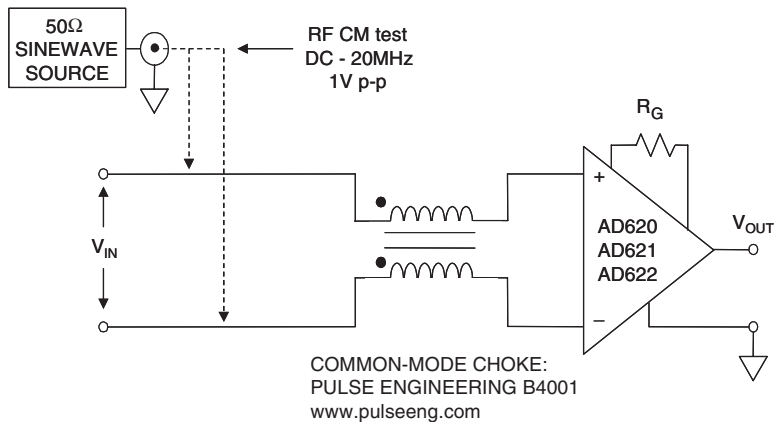 50Ω
SINEWAVE
SOURCE
RF CM test
DC - 20MHz
1V p-p
R_G
+
V_IN
AD620
AD621
AD622
V_OUT
–
COMMON-MODE CHOKE:
PULSE ENGINEERING B4001
www.pulseeng.com